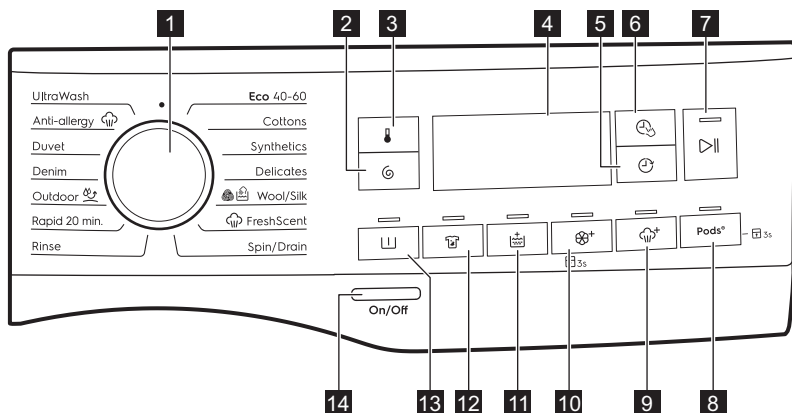 1
2
3
4
5
6
7
UltraWash
Anti-allergy
Duvet
Denim
Outdoor
Rapid 20 min.
Rinse
Eco 40-60
Cottons
Synthetics
Delicates
Wool/Silk
FreshScent
Spin/Drain
Pods®
3s
3s
On/Off
14
13
12
11
10
9
8